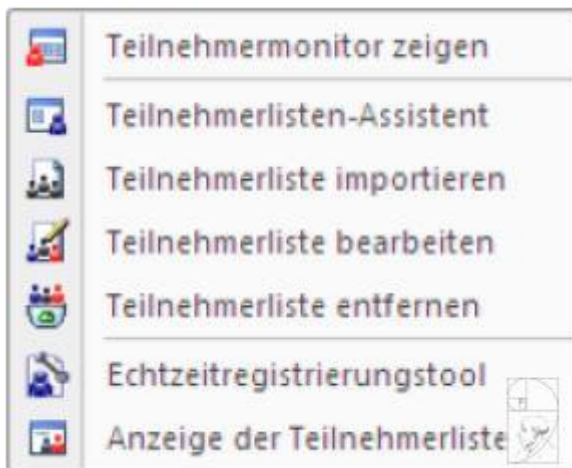 Teilnehmermonitor zeigen
Teilnehmerlisten-Assistent
Teilnehmerliste importieren
Teilnehmerliste bearbeiten
Teilnehmerliste entfernen
Echtzeitregistrierungstool
Anzeige der Teilnehmerliste